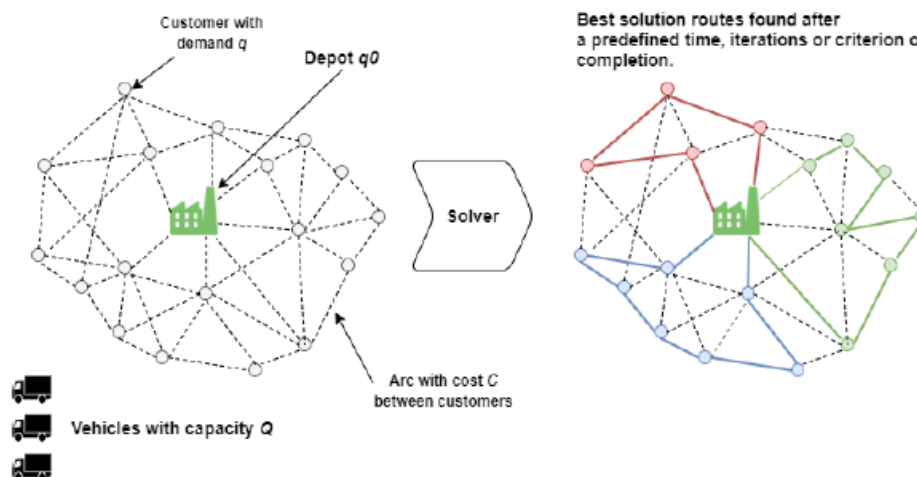 Customer with
demand q
Depot q0
Best solution routes found after
a predefined time, iterations or criterion o
completion.
Solver
Arc with cost C
between customers
Vehicles with capacity Q